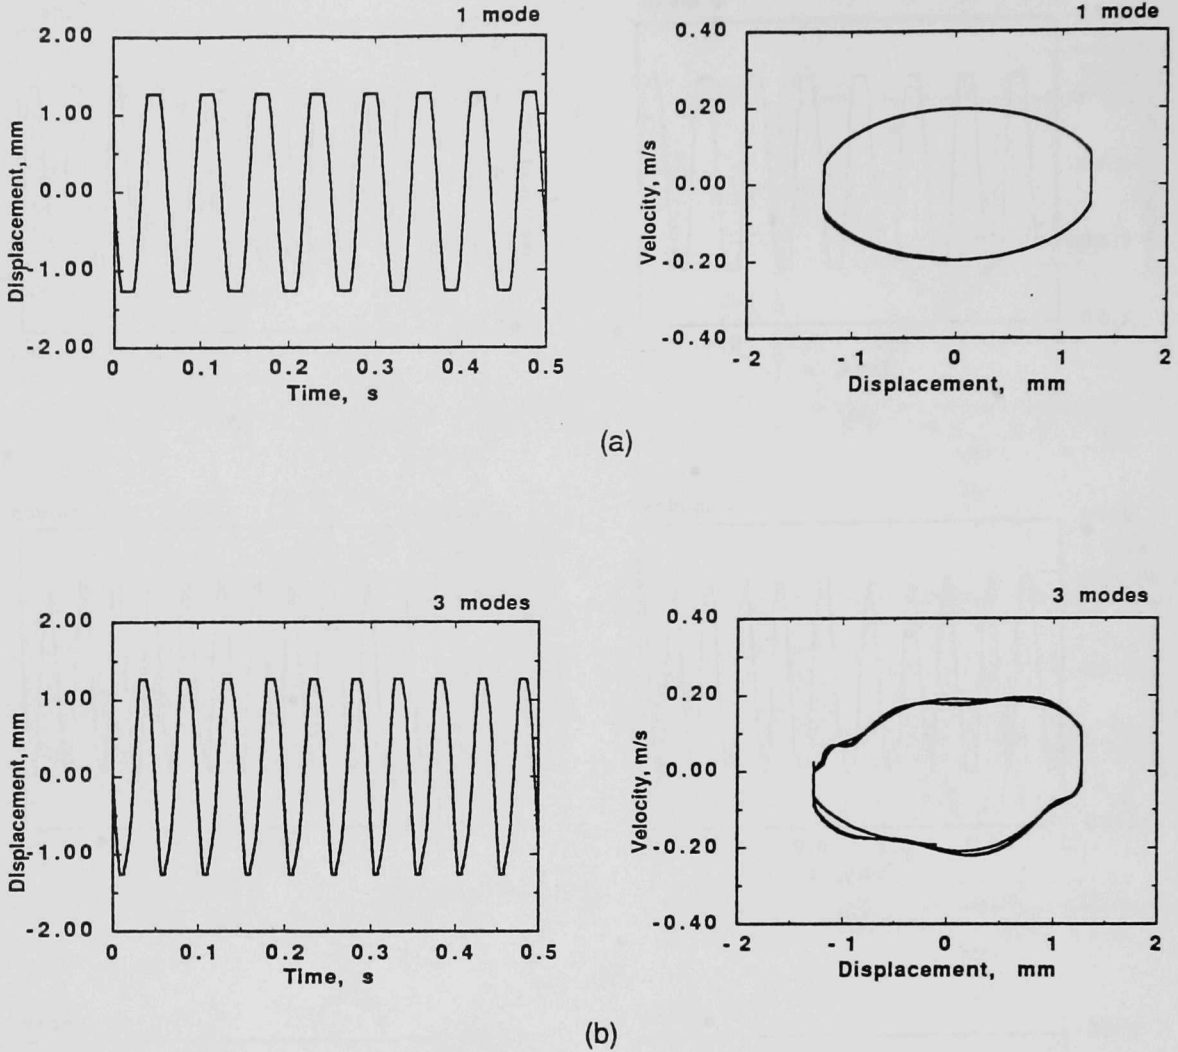 1 mode
2.00
1.00
0.00
-1.00
-2.00
Displacement, mm
0 0.1 0.2 0.3 0.4 0.5
Time, s
1 mode
0.40
0.20
0.00
-0.20
-0.40
Velocity, m/s
-2 -1 0 1 2
Displacement, mm
(a)
3 modes
2.00
1.00
0.00
-1.00
-2.00
Displacement, mm
0 0.1 0.2 0.3 0.4 0.5
Time, s
3 modes
0.40
0.20
0.00
-0.20
-0.40
Velocity, m/s
-2 -1 0 1 2
Displacement, mm
(b)